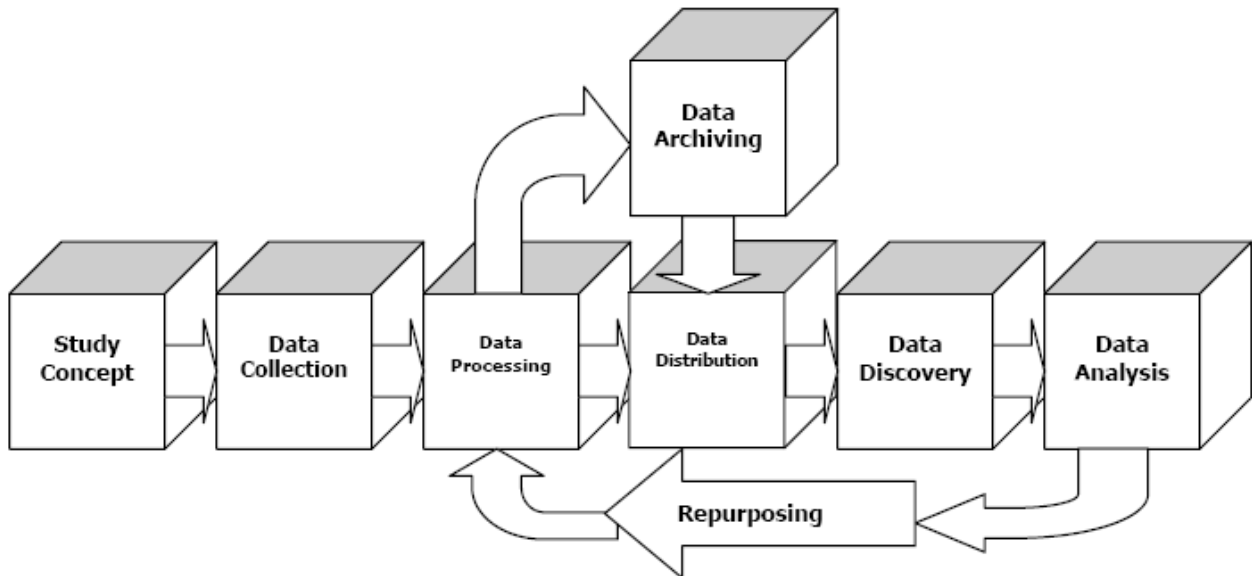 Data
Archiving
Study
Concept
Data
Collection
Data
Processing
Data
Distribution
Data
Discovery
Data
Analysis
Repurposing